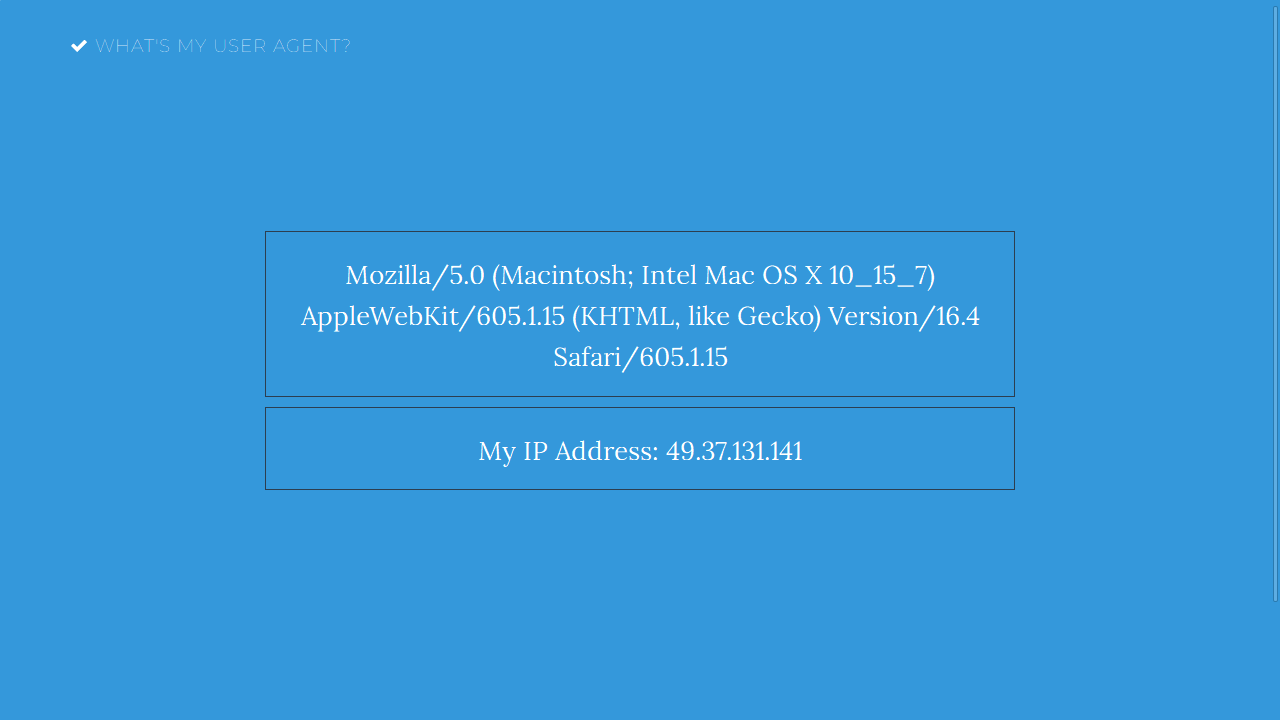 WHAT'S MY USER AGENT?
Mozilla/5.0 (Macintosh; Intel Mac OS X 10_15_7)
AppleWebKit/605.1.15 (KHTML, like Gecko) Version/16.4
Safari/605.1.15
My IP Address: 49.37.131.141